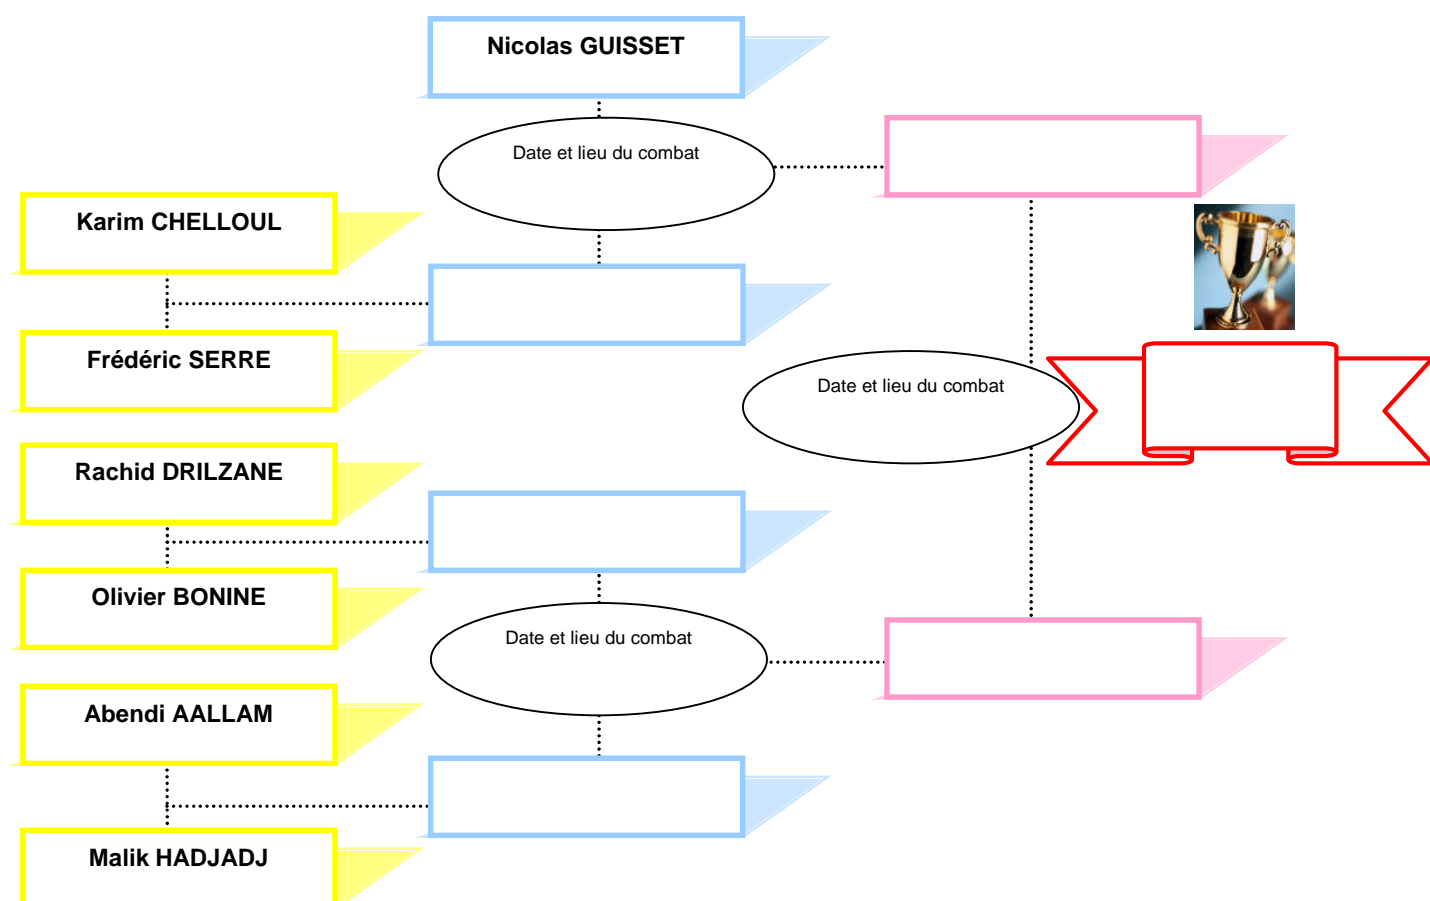 Nicolas GUISSET
Date et lieu du combat
Karim CHELLOUL
Frédéric SERRE
Date et lieu du combat
Rachid DRILZANE
Olivier BONINE
Date et lieu du combat
Abendi AALLAM
Malik HADJADJ